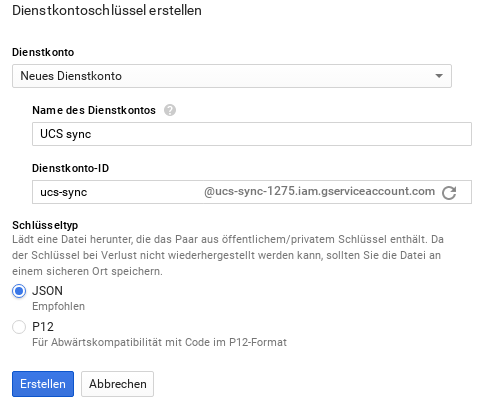 Dienstkontoschlüssel erstellen
Dienstkonto
Neues Dienstkonto
Name des Dienstkontos ?
UCS sync
Dienstkonto-ID
ucs-sync @ucs-sync-1275.iam.gserviceaccount.com
Schlüsseltyp
Lädt eine Datei herunter, die das Paar aus öffentlichem/privatem Schlüssel enthält. Da
der Schlüssel bei Verlust nicht wiederhergestellt werden kann, sollten Sie die Datei an
einem sicheren Ort speichern.
JSON
Empfohlen
P12
Für Abwärtskompatibilität mit Code im P12-Format
Erstellen Abbrechen